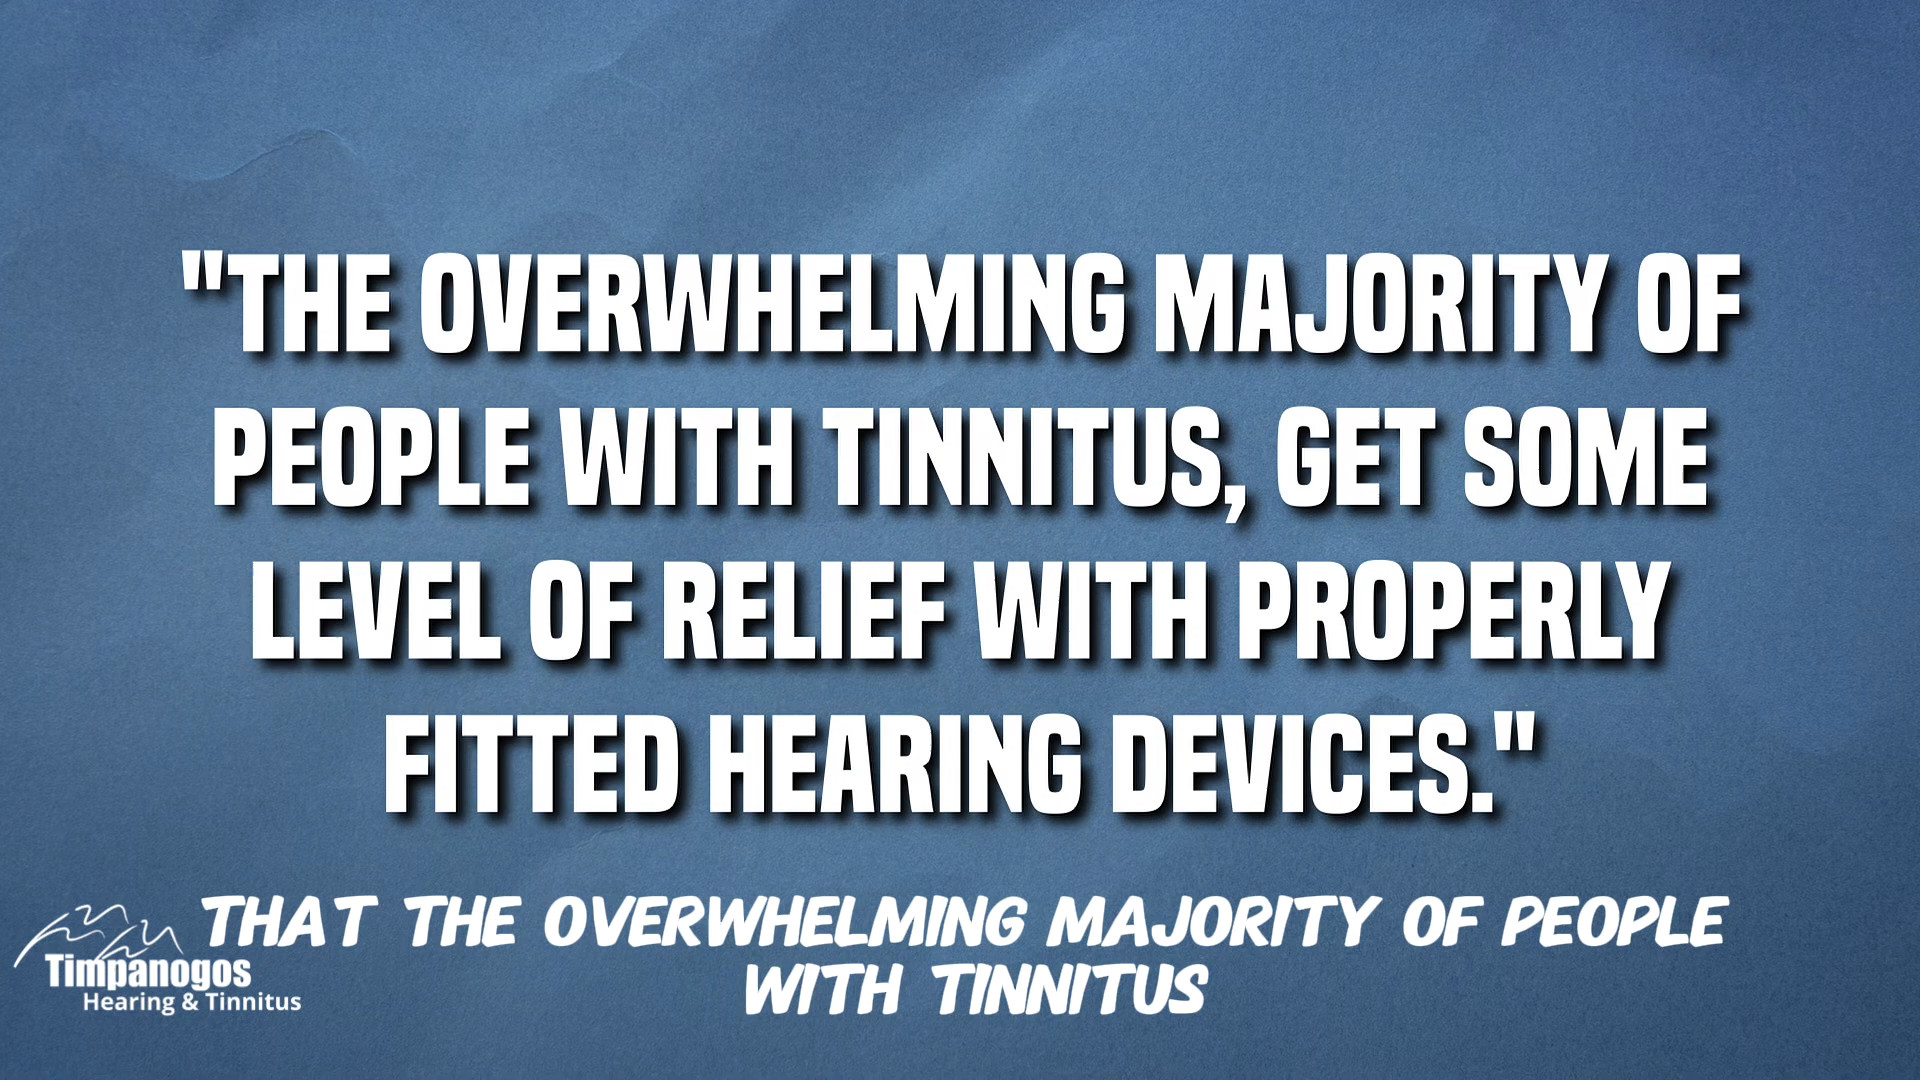 "THE OVERWHELMING MAJORITY OF
PEOPLE WITH TINNITUS, GET SOME
LEVEL OF RELIEF WITH PROPERLY
FITTED HEARING DEVICES."
THAT THE OVERWHELMING MAJORITY OF PEOPLE
WITH TINNITUS
Timpanogos
Hearing & Tinnitus